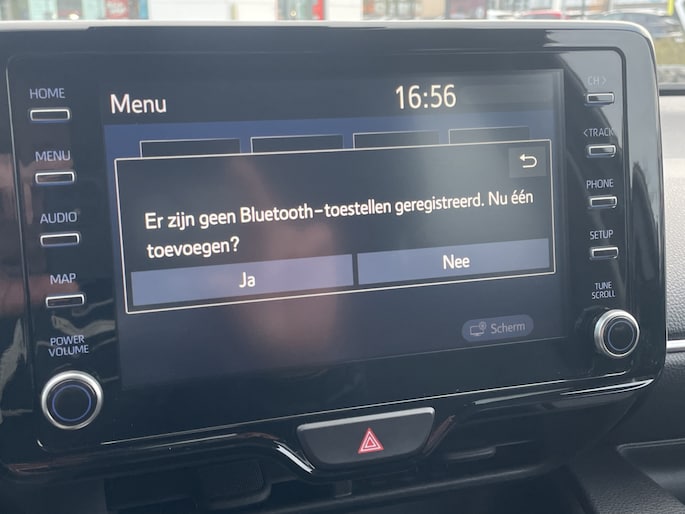 HOME
MENU
AUDIO
MAP
POWER
VOLUME
Menu
16:56
Er zijn geen Bluetooth-toestellen geregistreerd. Nu één
toevoegen?
Ja
Nee
Scherm
CH >
< TRACK
PHONE
SETUP
TUNE
SCROLL